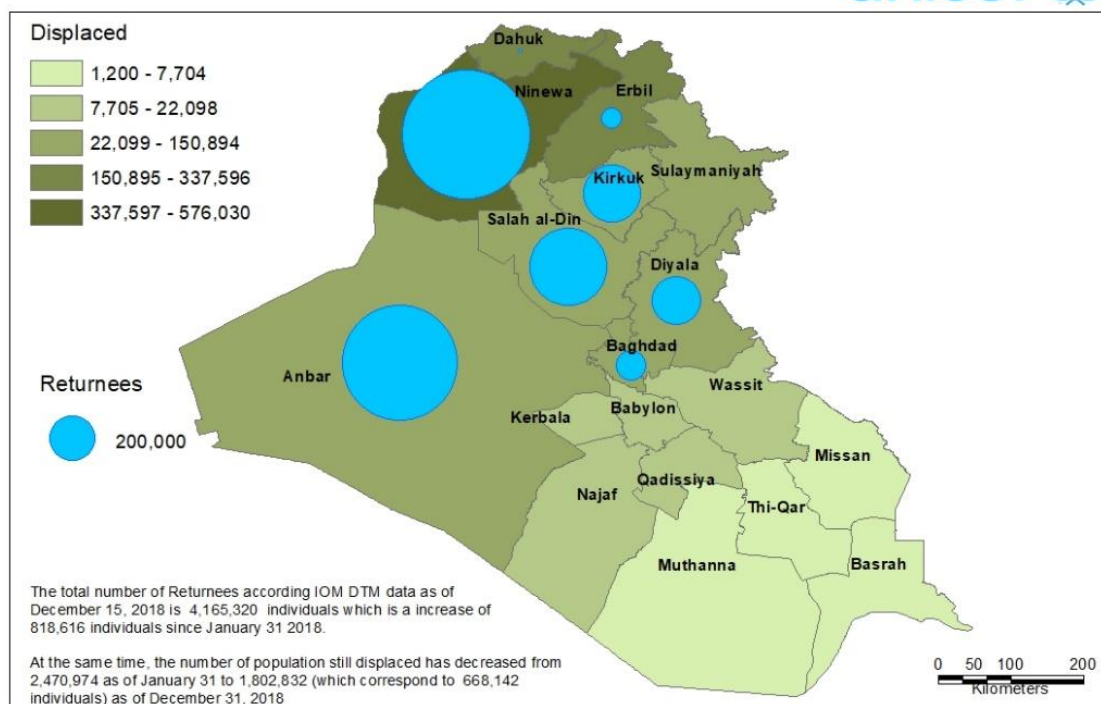 Displaced
1,200 - 7,704
7,705 - 22,098
22,099 - 150,894
150,895 - 337,596
337,597 - 576,030
Dahuk
Ninewa
Erbil
Sulaymaniyah
Kirkuk
Salah al-Din
Diyala
Baghdad
Anbar
Returnees
200,000
Wassit
Babylon
Kerbala
Missan
Qadissiya
Najaf
Thi-Qar
Muthanna
Basrah
The total number of Returnees according IOM DTM data as of
December 15, 2018 is 4,165,320 individuals which is a increase of
818,616 individuals since January 31 2018.
At the same time, the number of population still displaced has decreased from
2,470,974 as of January 31 to 1,802,832 (which correspond to 668,142
individuals) as of December 31, 2018
0 50 100 200
Kilometers